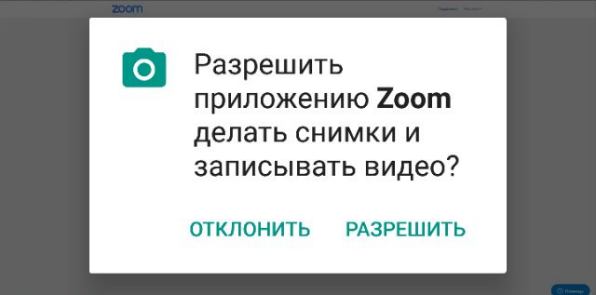 zoom
Разрешить
приложению Zoom
делать снимки и
записывать видео?
ОТКЛОНИТЬ РАЗРЕШИТЬ